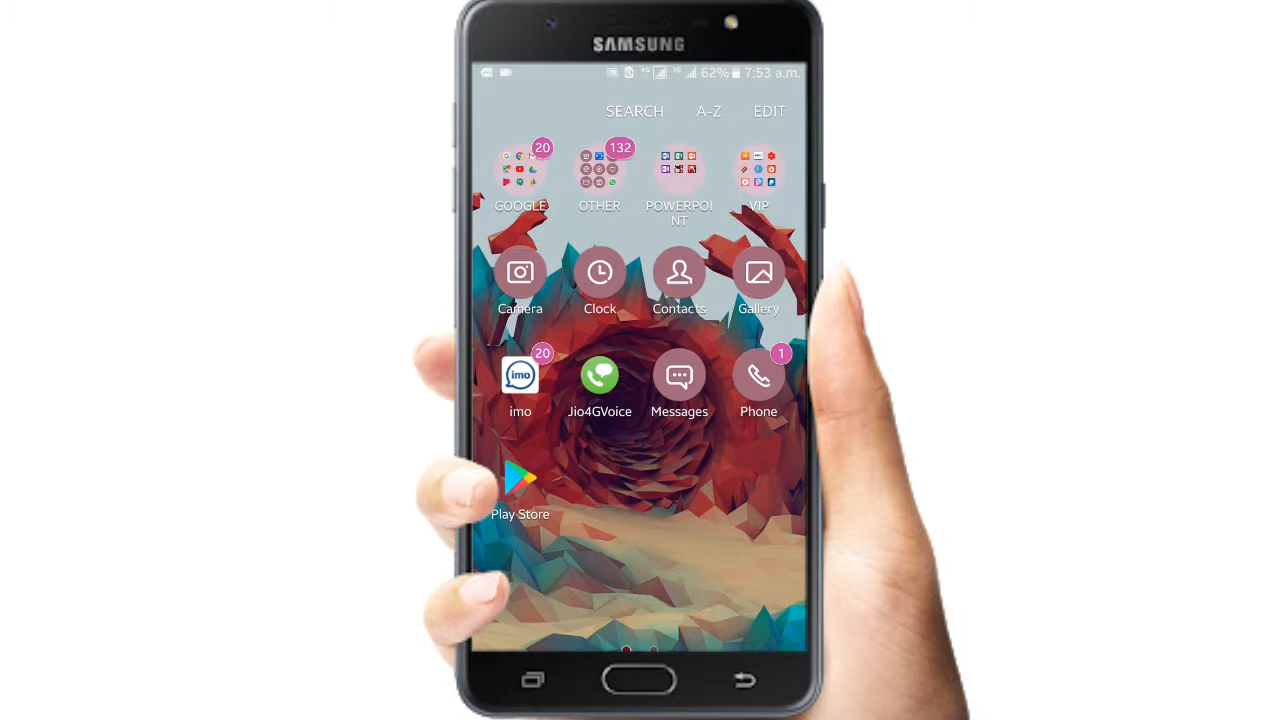 SAMSUNG
4G 62% 7:53 a.m.
SEARCH A-Z EDIT
20 132
GOOGLE OTHER POWERPOI
NT VIP
Camera Clock Contacts Gallery
20 imo 1
imo Jio4GVoice Messages Phone
Play Store